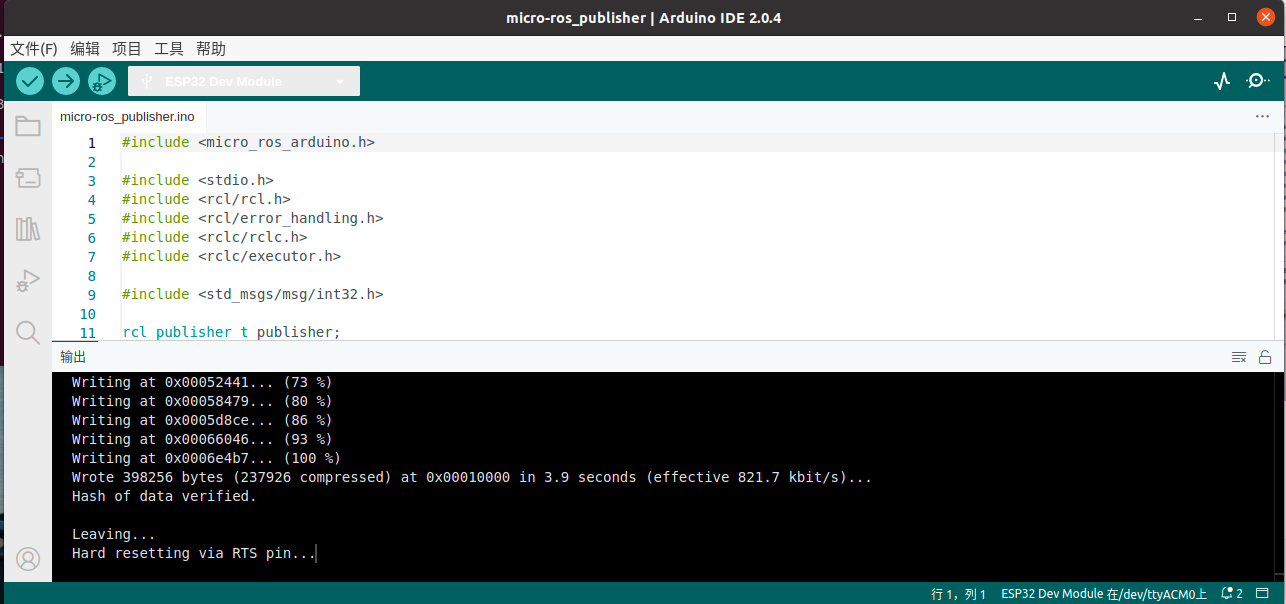 micro-ros_publisher | Arduino IDE 2.0.4
文件(F) 编辑 项目 工具 帮助
ESP32 Dev Module
micro-ros_publisher.ino
1 #include <micro_ros_arduino.h>
2
3 #include <stdio.h>
4 #include <rcl/rcl.h>
5 #include <rcl/error_handling.h>
6 #include <rclc/rclc.h>
7 #include <rclc/executor.h>
8
9 #include <std_msgs/msg/int32.h>
10
11 rcl_publisher_t publisher;
输出
Writing at 0x00052441... (73 %)
Writing at 0x00058479... (80 %)
Writing at 0x0005d8ce... (86 %)
Writing at 0x00066046... (93 %)
Writing at 0x0006e4b7... (100 %)
Wrote 398256 bytes (237926 compressed) at 0x00010000 in 3.9 seconds (effective 821.7 kbit/s)...
Hash of data verified.
Leaving...
Hard resetting via RTS pin...
行 1，列 1 ESP32 Dev Module 在/dev/ttyACM0上 2